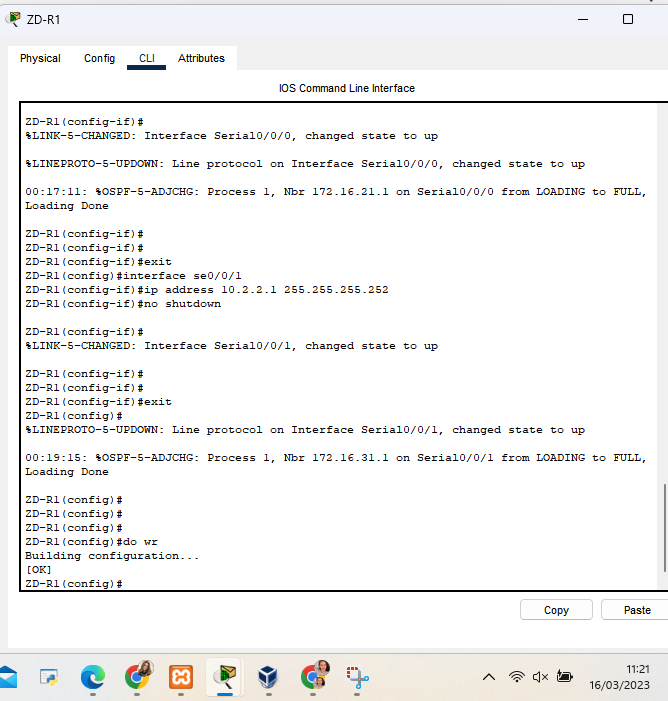 ZD-R1
Physical Config CLI Attributes
IOS Command Line Interface
ZD-R1(config-if)#
%LINK-5-CHANGED: Interface Serial0/0/0, changed state to up
%LINEPROTO-5-UPDOWN: Line protocol on Interface Serial0/0/0, changed state to up
00:17:11: %OSPF-5-ADJCHG: Process 1, Nbr 172.16.21.1 on Serial0/0/0 from LOADING to FULL,
Loading Done
ZD-R1(config-if)#
ZD-R1(config-if)#
ZD-R1(config-if)#exit
ZD-R1(config)#interface se0/0/1
ZD-R1(config-if)#ip address 10.2.2.1 255.255.255.252
ZD-R1(config-if)#no shutdown
ZD-R1(config-if)#
%LINK-5-CHANGED: Interface Serial0/0/1, changed state to up
ZD-R1(config-if)#
ZD-R1(config-if)#
ZD-R1(config-if)#exit
ZD-R1(config)#
%LINEPROTO-5-UPDOWN: Line protocol on Interface Serial0/0/1, changed state to up
00:19:15: %OSPF-5-ADJCHG: Process 1, Nbr 172.16.31.1 on Serial0/0/1 from LOADING to FULL,
Loading Done
ZD-R1(config)#
ZD-R1(config)#
ZD-R1(config)#
ZD-R1(config)#do wr
Building configuration...
[OK]
ZD-R1(config)#
Copy Paste
11:21
16/03/2023